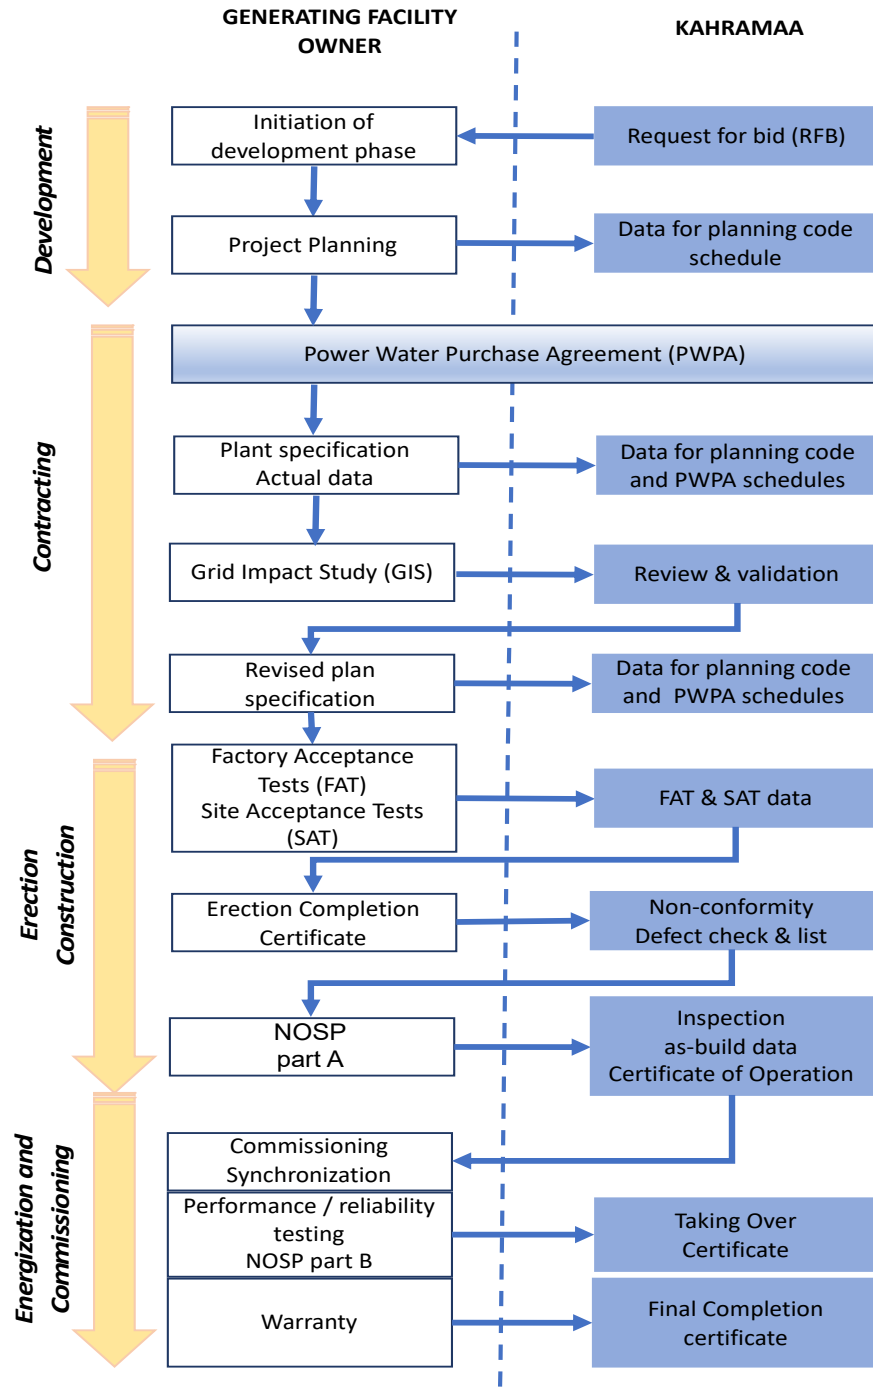 GENERATING FACILITY
OWNER
KAHRAMAA
Development
Initiation of
development phase
Request for bid (RFB)
Project Planning
Data for planning code
schedule
Contracting
Power Water Purchase Agreement (PWPA)
Plant specification
Actual data
Data for planning code
and PWPA schedules
Grid Impact Study (GIS)
Review & validation
Revised plan
specification
Data for planning code
and PWPA schedules
Erection
Construction
Factory Acceptance
Tests (FAT)
Site Acceptance Tests
(SAT)
FAT & SAT data
Erection Completion
Certificate
Non-conformity
Defect check & list
NOSP
part A
Inspection
as-build data
Certificate of Operation
Energization and
Commissioning
Commissioning
Synchronization
Performance / reliability
testing
NOSP part B
Taking Over
Certificate
Warranty
Final Completion
certificate